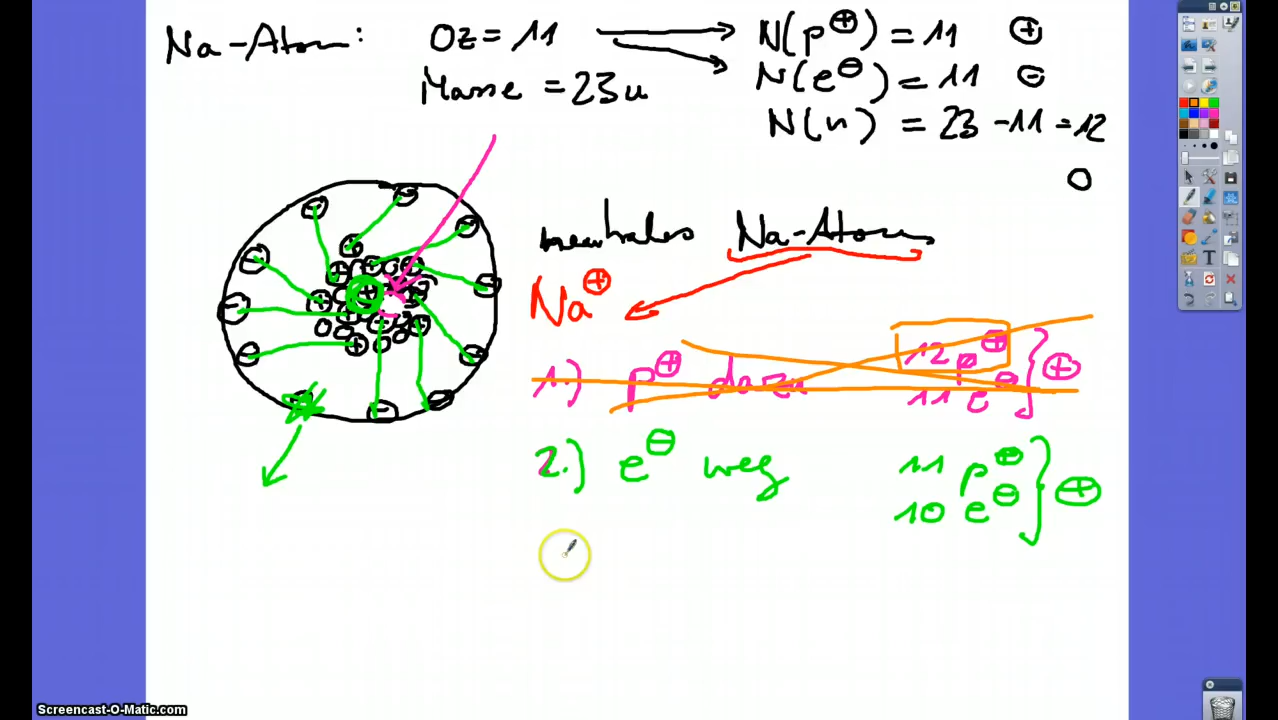 Na-Atom: Oz = 11 N(p⊕) = 11 ⊕
Masse = 23u N(e⊖) = 11 ⊖
N(n) = 23 -11 = 12
0
neutrales Na-Atom
Na⊕
1.) p⊕ dazu 12 p⊕ } ⊕
11 e⊖
2.) e⊖ weg 11 p⊕ } ⊕
10 e⊖
Screencast-O-Matic.com